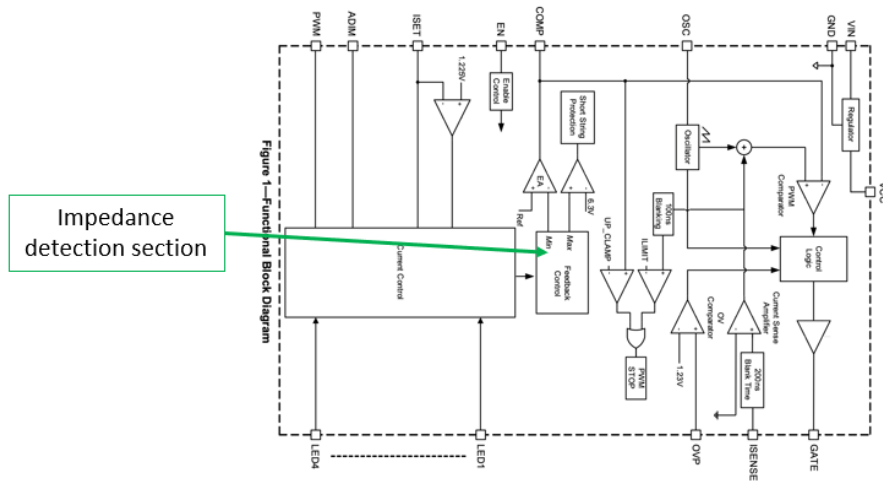 PWM
ADIM
ISET
EN
COMP
OSC
GND
VIN
1.225V
Enable
Control
Short String
Protection
Oscillator
Regulator
+
PWM
Comparator
EA
Ref
6.3V
100ns
Blanking
Impedance
detection section
Current Control
Min
Max
Feedback
Control
UP_CLAMP
ILIMIT
Control
Logic
OV
Comparator
Current Sense
Amplifier
1.23V
200ns
Blank Time
PWM
STOP
LED4
LED1
OVP
ISENSE
GATE
Figure 1—Functional Block Diagram